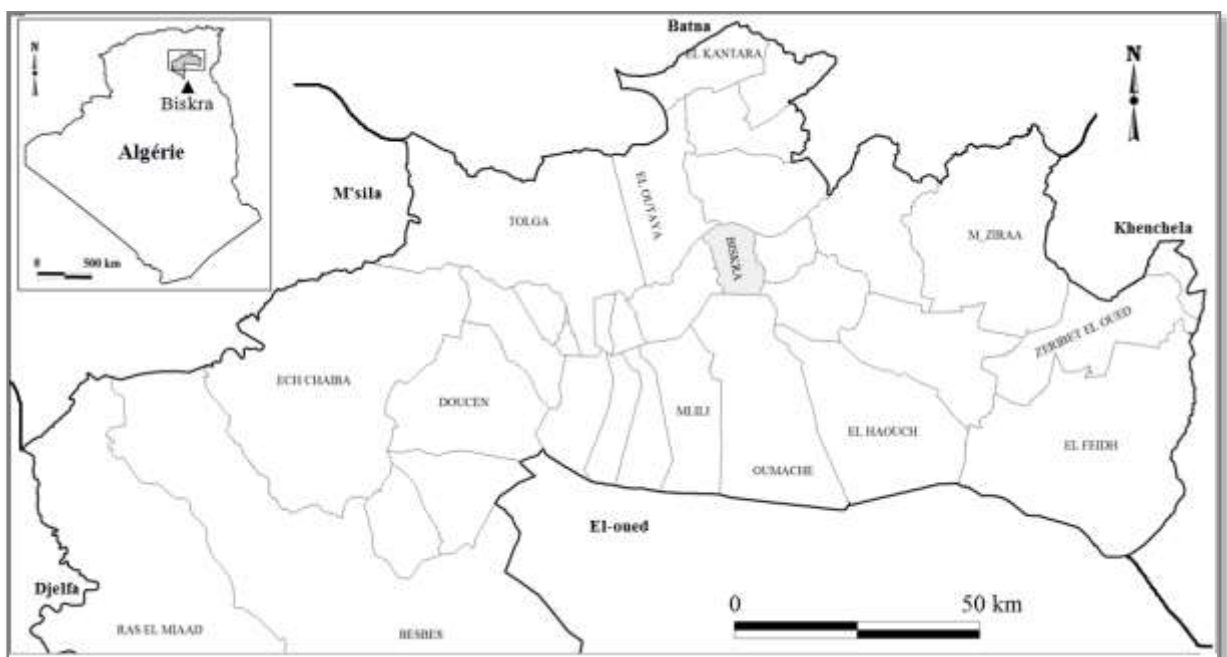 N
Biskra
Algérie
0 500 km
Batna
EL KANTARA
N
M'sila
TOLGA
EL OUTAYA
M_ZIRAA
Khenchela
BISKZA
ZERIBET EL OUED
ECH CHAIBA
DOUCEN
MLILI
EL HAOUCH
EL FEIDH
OUMACHE
El-oued
Djelfa
0 50 km
RAS EL MIAAD
BESBES